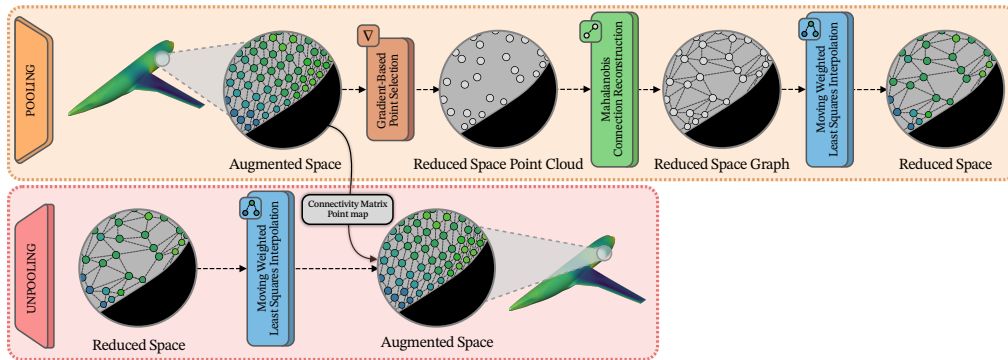 POOLING
∇
Gradient-Based
Point Selection
Mahalanobis
Connection Reconstruction
Moving Weighted
Least Squares Interpolation
Augmented Space
Reduced Space Point Cloud
Reduced Space Graph
Reduced Space
Connectivity Matrix
Point map
UNPOOLING
Moving Weighted
Least Squares Interpolation
Reduced Space
Augmented Space